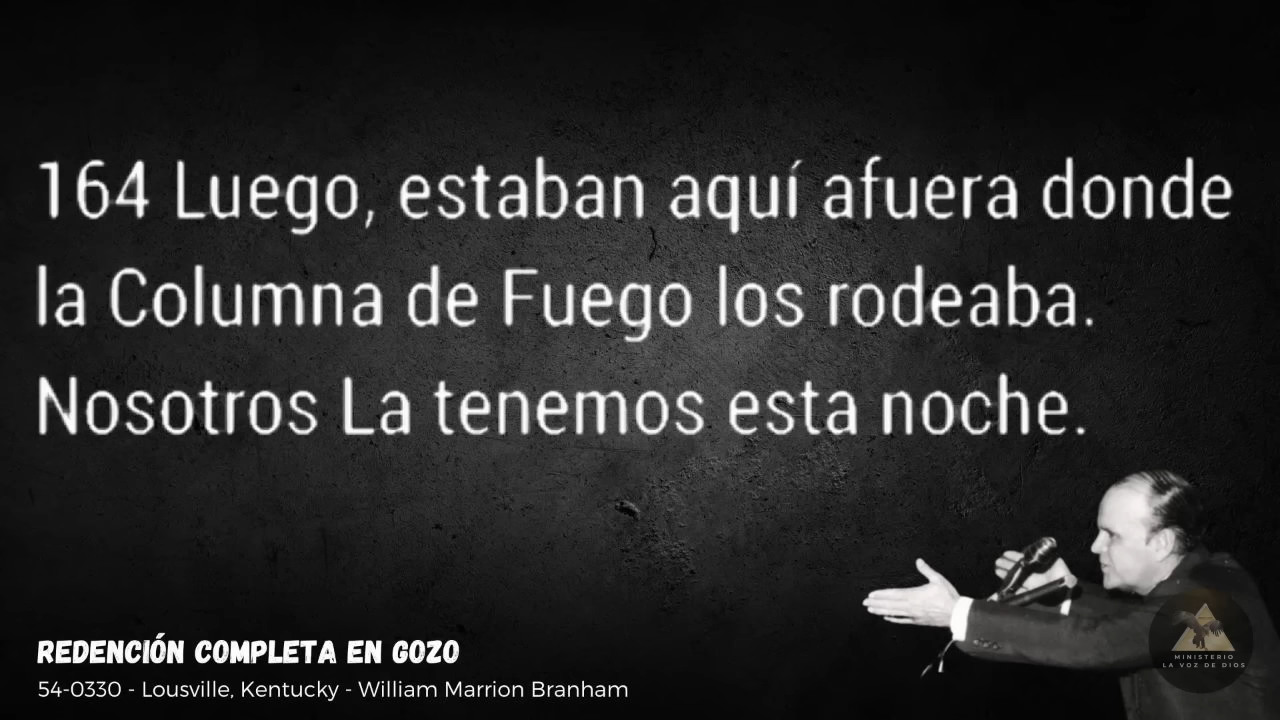 164 Luego, estaban aquí afuera donde
la Columna de Fuego los rodeaba.
Nosotros La tenemos esta noche.
REDENCIÓN COMPLETA EN GOZO
54-0330 - Lousville, Kentucky - William Marrion Branham
MINISTERIO
LA VOZ DE DIOS